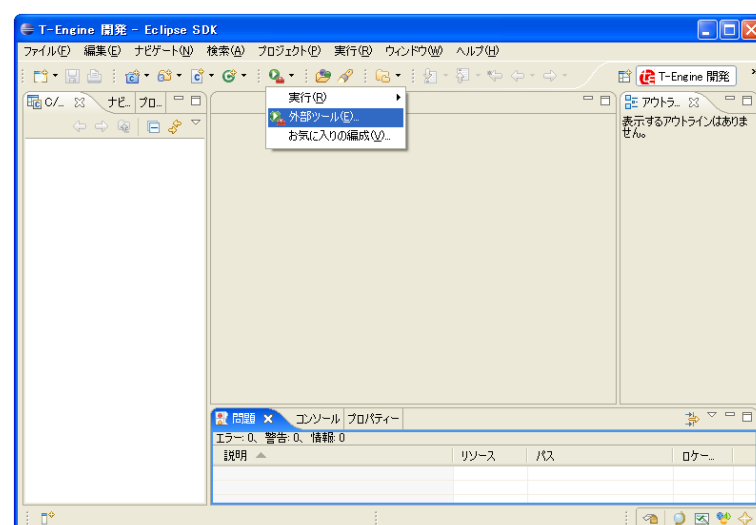 T-Engine 開発 - Eclipse SDK
ファイル(F) 編集(E) ナビゲート(N) 検索(A) プロジェクト(P) 実行(R) ウィンドウ(W) ヘルプ(H)
T-Engine 開発
C/... ナビ... プロ...
実行(R)
外部ツール(E)...
お気に入りの編成(V)...
アウトラ...
表示するアウトラインはありま
せん。
問題 コンソール プロパティー
エラー: 0、警告: 0、情報: 0
説明 リソース パス ロケー...